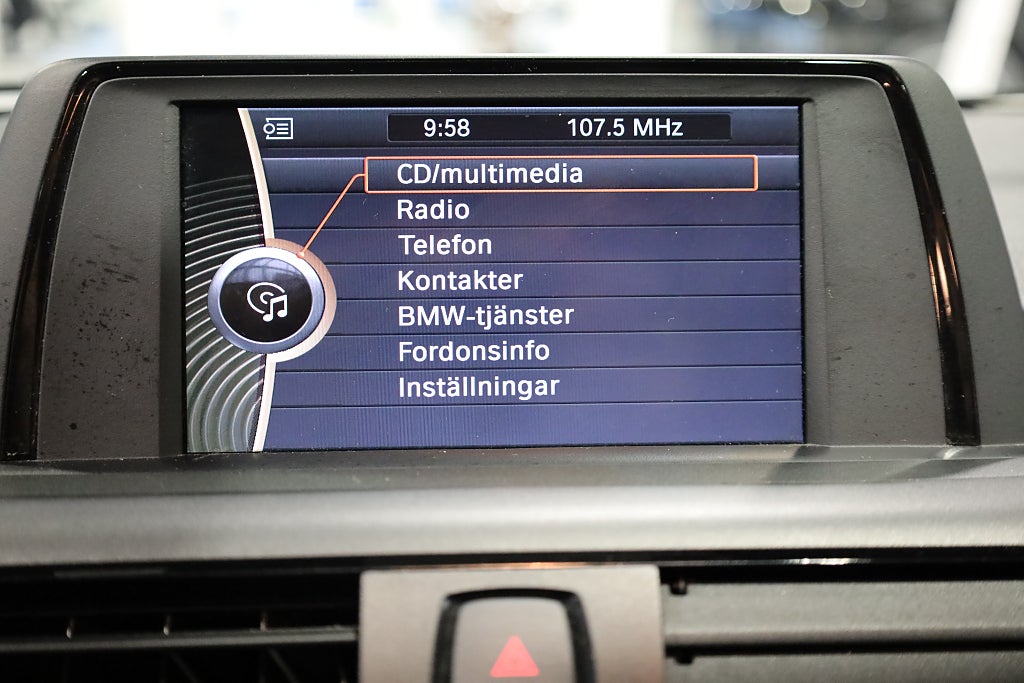 9:58 107.5 MHz
CD/multimedia
Radio
Telefon
Kontakter
BMW-tjänster
Fordonsinfo
Inställningar